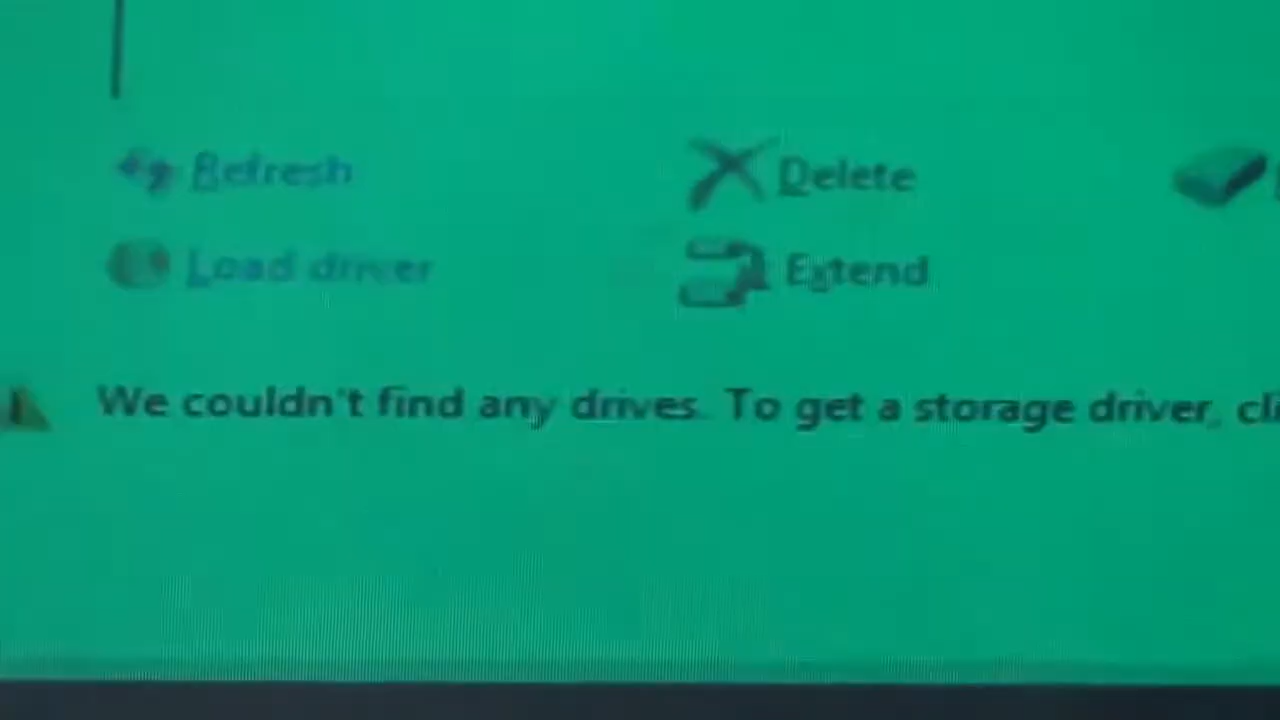 Refresh
Delete
Load driver
Extend
We couldn't find any drives. To get a storage driver,